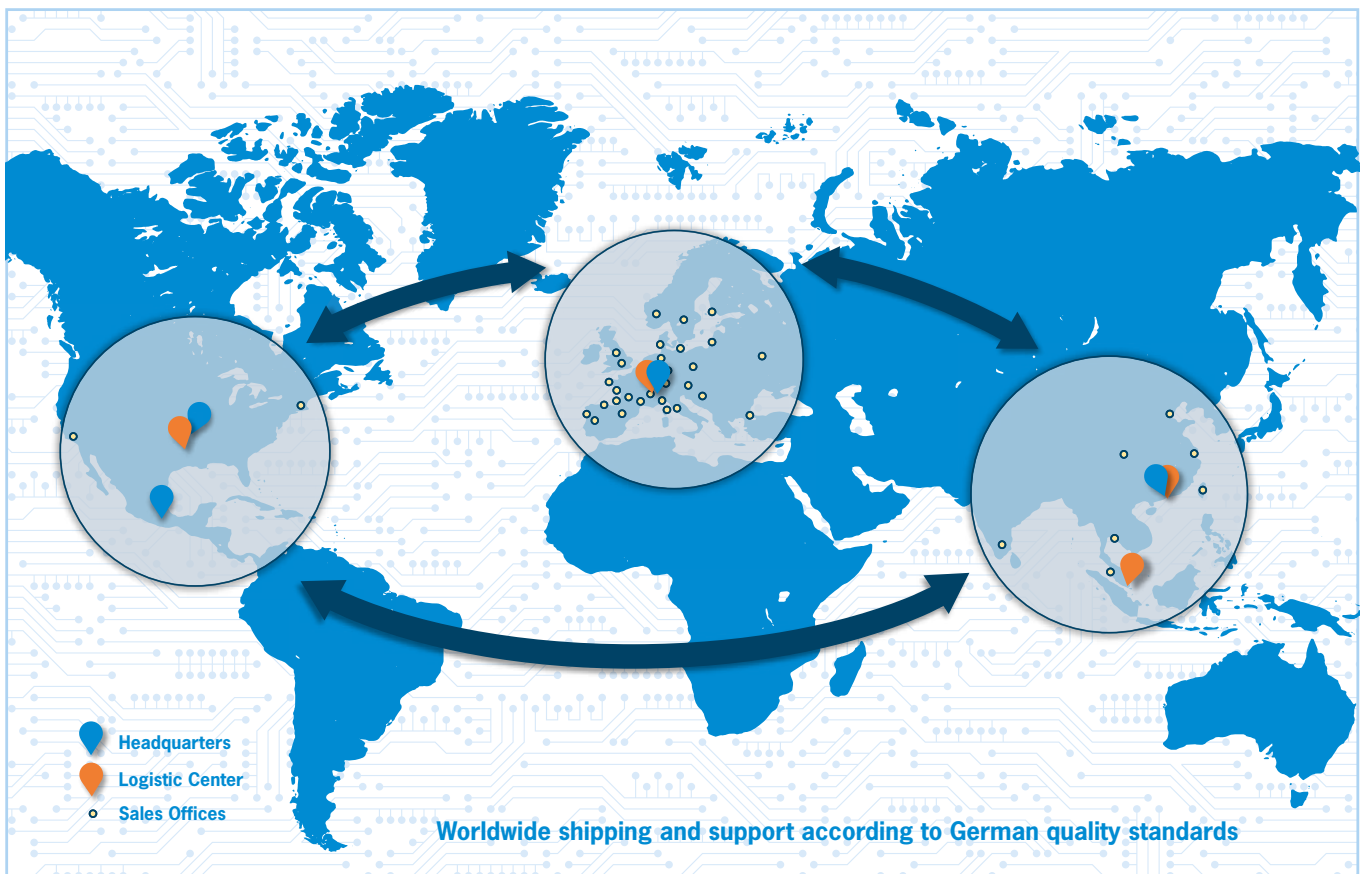 Headquarters
Logistic Center
Sales Offices
Worldwide shipping and support according to German quality standards